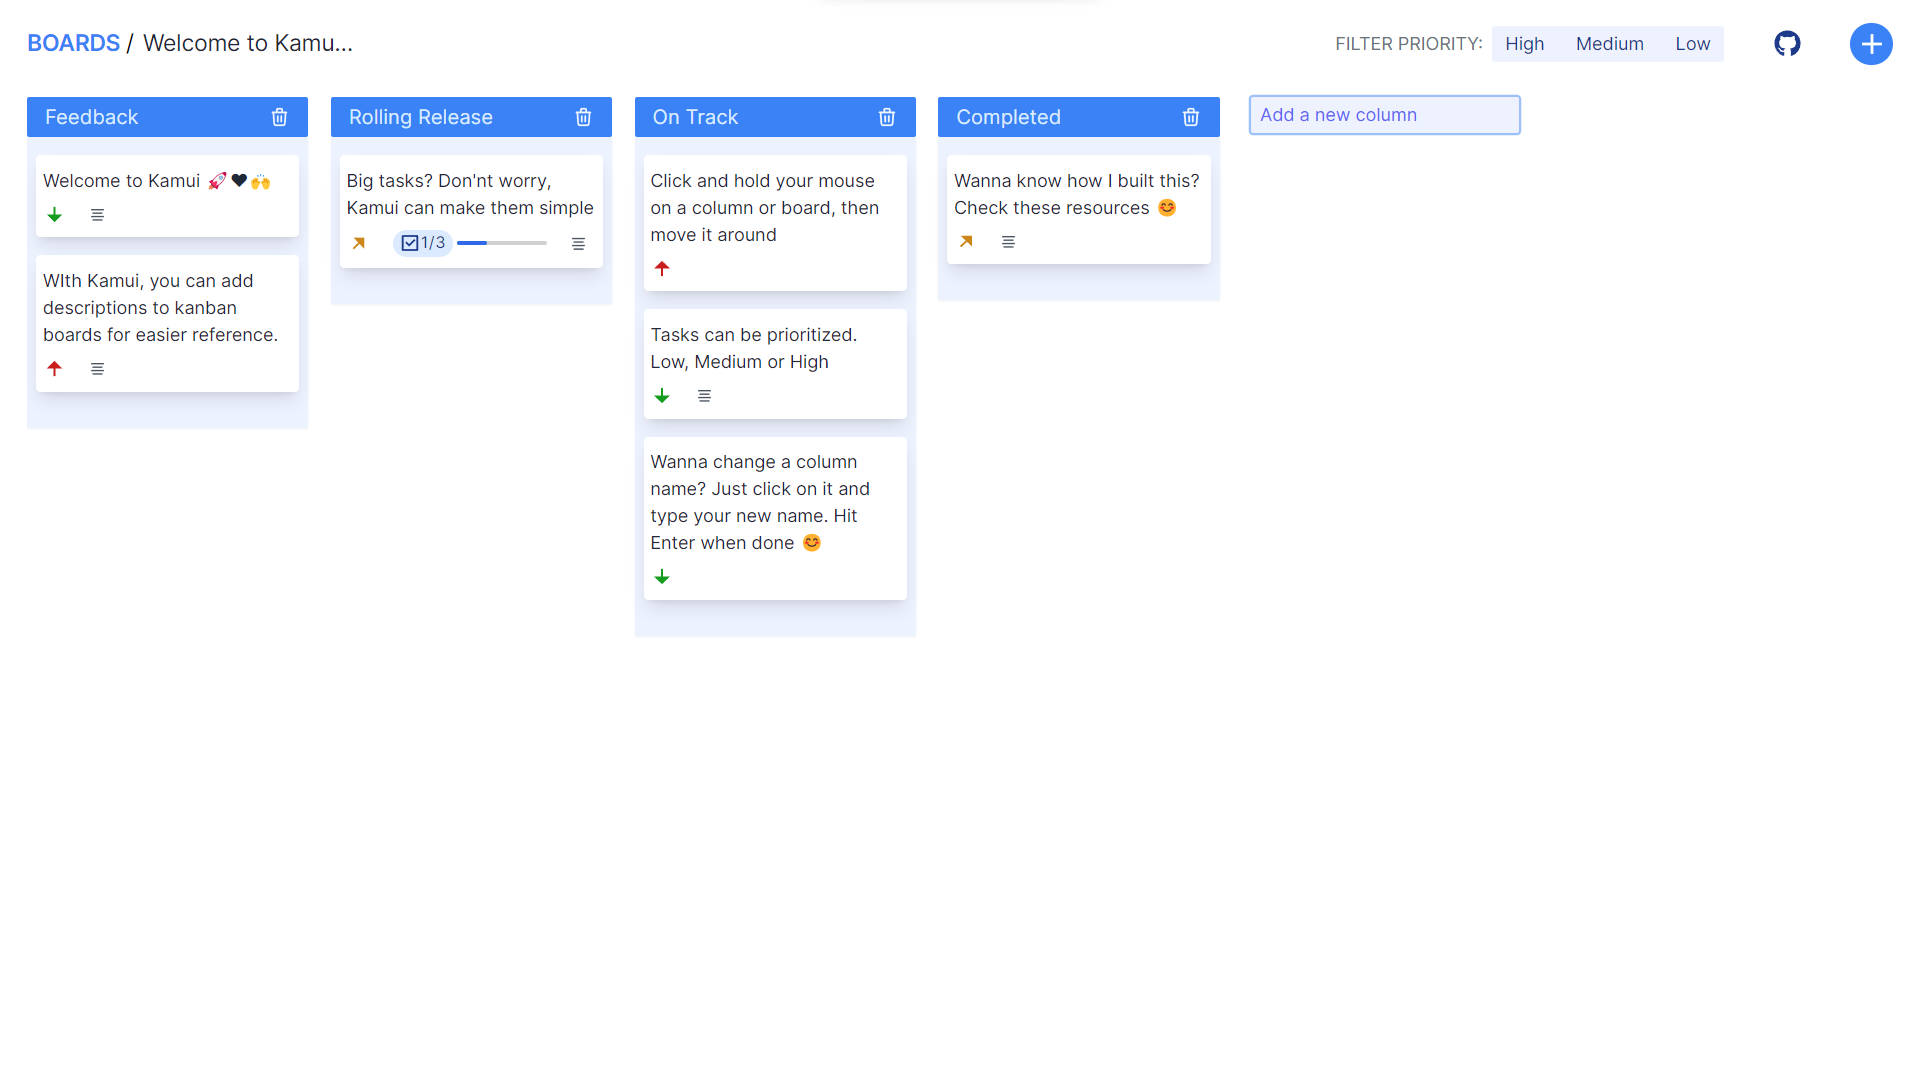 BOARDS / Welcome to Kamu...
FILTER PRIORITY: High Medium Low
Feedback
Welcome to Kamui 🚀🖤🙌
WIth Kamui, you can add
descriptions to kanban
boards for easier reference.
Rolling Release
Big tasks? Don'nt worry,
Kamui can make them simple
1/3
On Track
Click and hold your mouse
on a column or board, then
move it around
Tasks can be prioritized.
Low, Medium or High
Wanna change a column
name? Just click on it and
type your new name. Hit
Enter when done 😊
Completed
Wanna know how I built this?
Check these resources 😊
Add a new column